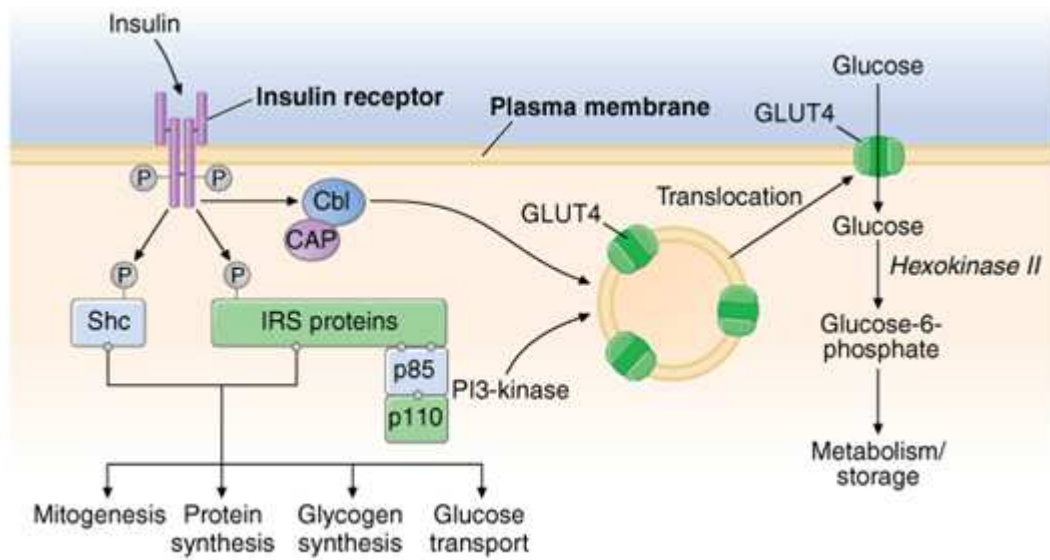 Insulin
Insulin receptor
Plasma membrane
Glucose
GLUT4
P
P
Cbl
CAP
GLUT4
Translocation
Glucose
Hexokinase II
P
P
Shc
IRS proteins
p85
p110
PI3-kinase
Glucose-6-
phosphate
Metabolism/
storage
Mitogenesis
Protein
synthesis
Glycogen
synthesis
Glucose
transport